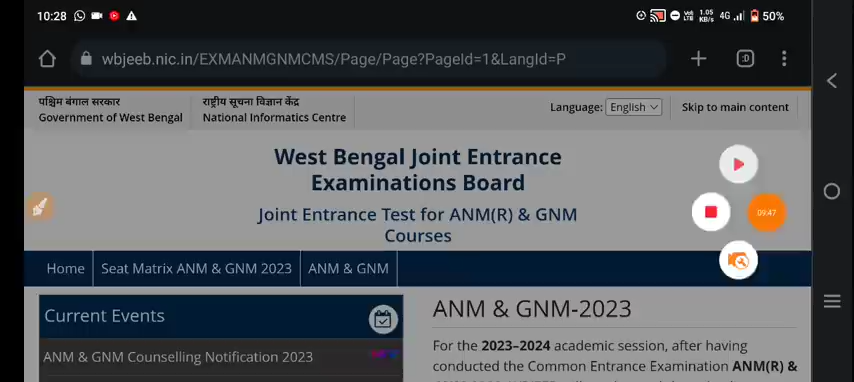 10:28
1.05 KB/s 4G 50%
wbjeeb.nic.in/EXMANMGNMCMS/Page/Page?PageId=1&LangId=P
:D
पश्चिम बंगाल सरकार
Government of West Bengal
राष्ट्रीय सूचना विज्ञान केंद्र
National Informatics Centre
Language: English
Skip to main content
West Bengal Joint Entrance
Examinations Board
Joint Entrance Test for ANM(R) & GNM
Courses
09:47
Home
Seat Matrix ANM & GNM 2023
ANM & GNM
Current Events
ANM & GNM Counselling Notification 2023
ANM & GNM-2023
For the 2023–2024 academic session, after having
conducted the Common Entrance Examination ANM(R) &